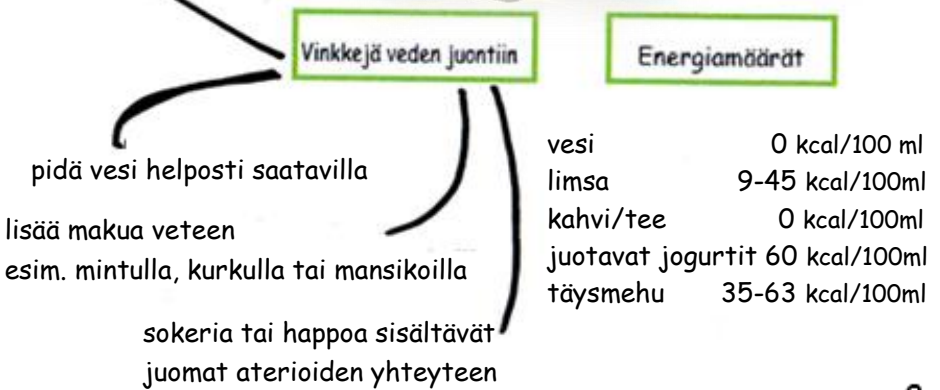 Vinkkejä veden juontiin
pidä vesi helposti saatavilla
lisää makua veteen
esim. mintulla, kurkulla tai mansikoilla
sokeria tai happoa sisältävät
juomat aterioiden yhteyteen
Energiamäärät
vesi 0 kcal/100 ml
limsa 9-45 kcal/100ml
kahvi/tee 0 kcal/100ml
juotavat jogurtit 60 kcal/100ml
täysmehu 35-63 kcal/100ml